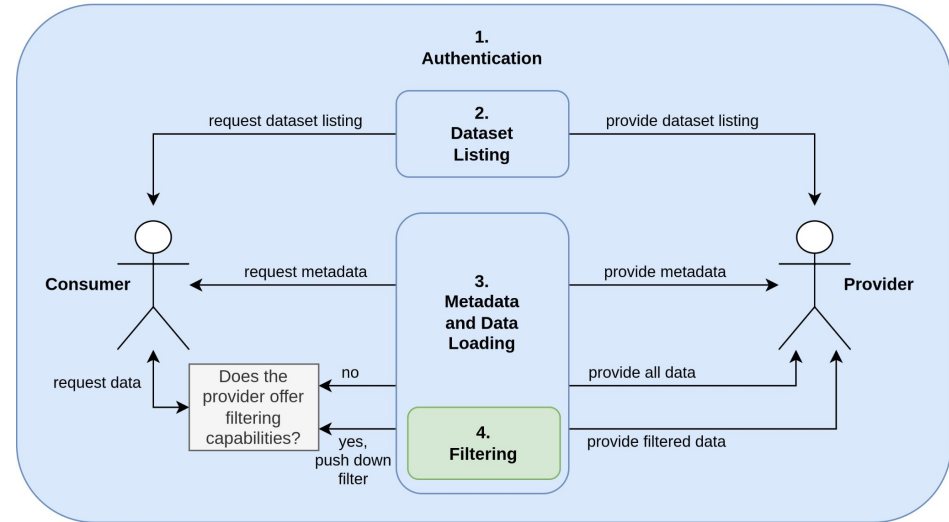 1.
Authentication
request dataset listing
2.
Dataset
Listing
provide dataset listing
Consumer
request metadata
3.
Metadata
and Data
Loading
provide metadata
Provider
request data
Does the
provider offer
filtering
capabilities?
no
provide all data
yes,
push down
filter
4.
Filtering
provide filtered data